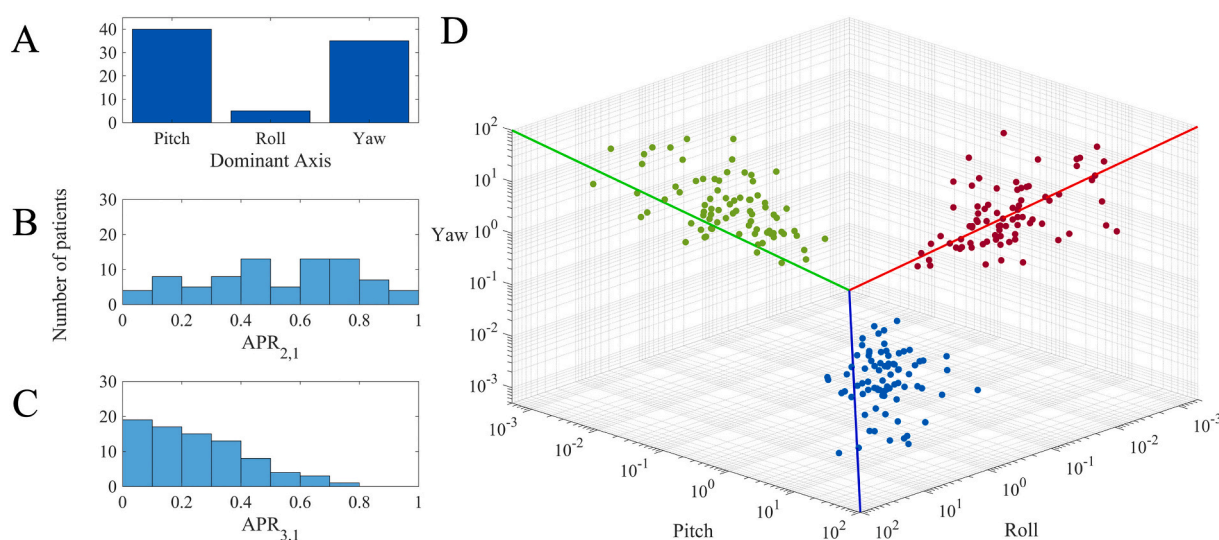 A
40
30
20
10
0
Pitch Roll Yaw
Dominant Axis
B
Number of patients
30
20
10
0
0 0.2 0.4 0.6 0.8 1
APR2,1
C
30
20
10
0
0 0.2 0.4 0.6 0.8 1
APR3,1
D
Yaw
10^2
10^1
10^0
10^-1
10^-2
10^-3
10^-3 10^-2 10^-1 10^0 10^1 10^2
Pitch
10^2 10^1 10^0 10^-1 10^-2 10^-3
Roll